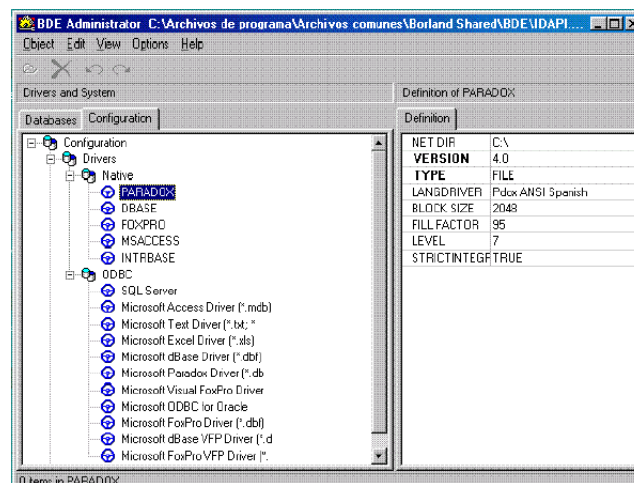 BDE Administrator C:\Archivos de programa\Archivos comunes\Borland Shared\BDE\IDAPI....
Object Edit View Options Help
Drivers and System
Definition of PARADOX
Databases Configuration
Definition
Configuration
Drivers
Native
PARADOX
DBASE
FOXPRO
MSACCESS
INTRBASE
ODBC
SQL Server
Microsoft Access Driver (*.mdb)
Microsoft Text Driver (*.txt; *
Microsoft Excel Driver (*.xls)
Microsoft dBase Driver (*.dbf)
Microsoft Paradox Driver (*.db
Microsoft Visual FoxPro Driver
Microsoft ODBC for Oracle
Microsoft FoxPro Driver (*.dbf)
Microsoft dBase VFP Driver (*.d
Microsoft FoxPro VFP Driver (*.
NET DIR C:\
VERSION 4.0
TYPE FILE
LANGDRIVER Pdox ANSI Spanish
BLOCK SIZE 2048
FILL FACTOR 95
LEVEL 7
STRICTINTEGR TRUE
0 items in PARADOX